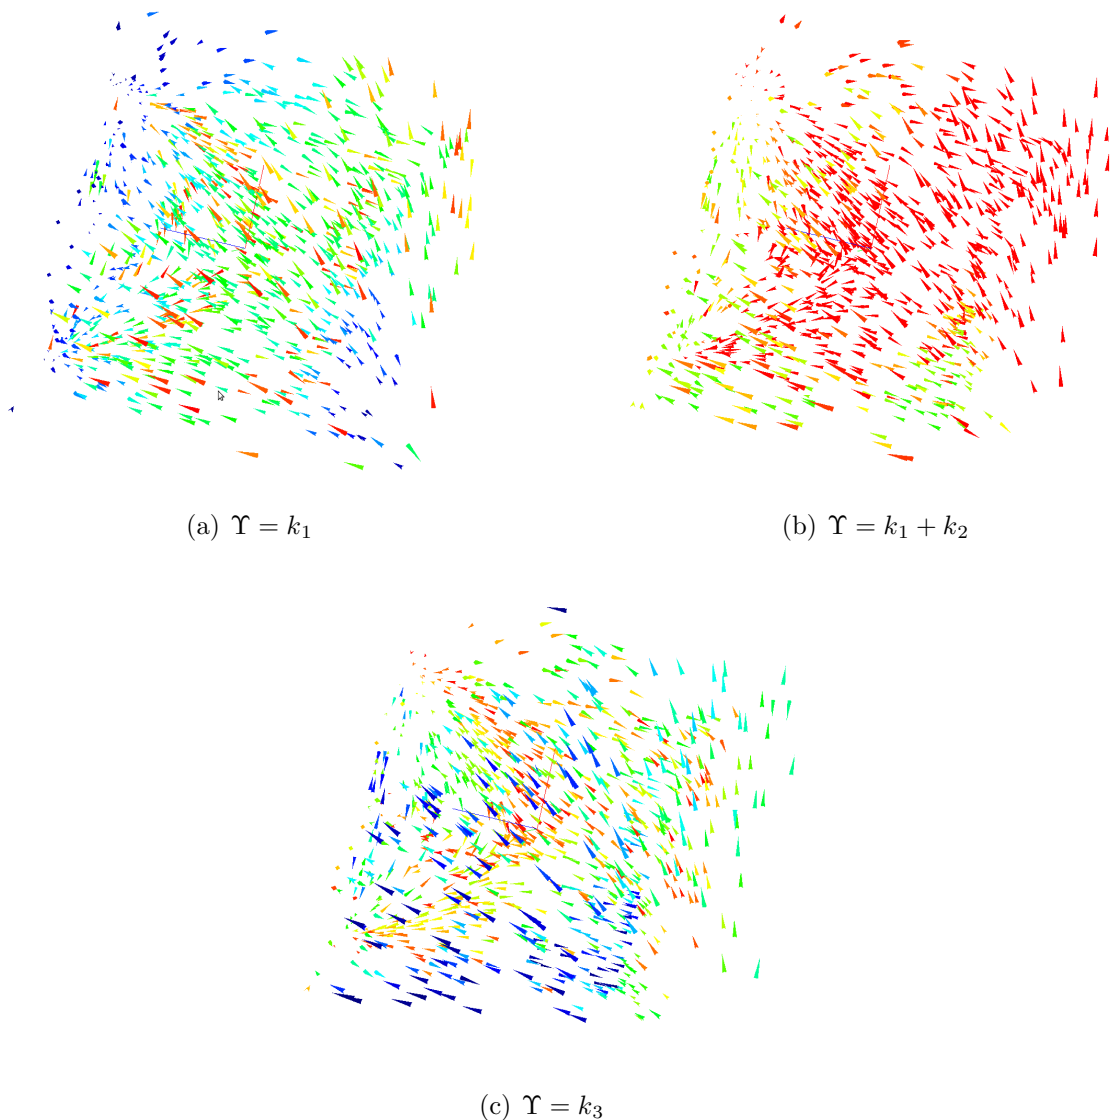 (a) ϒ = k₁
(b) ϒ = k₁ + k₂
(c) ϒ = k₃